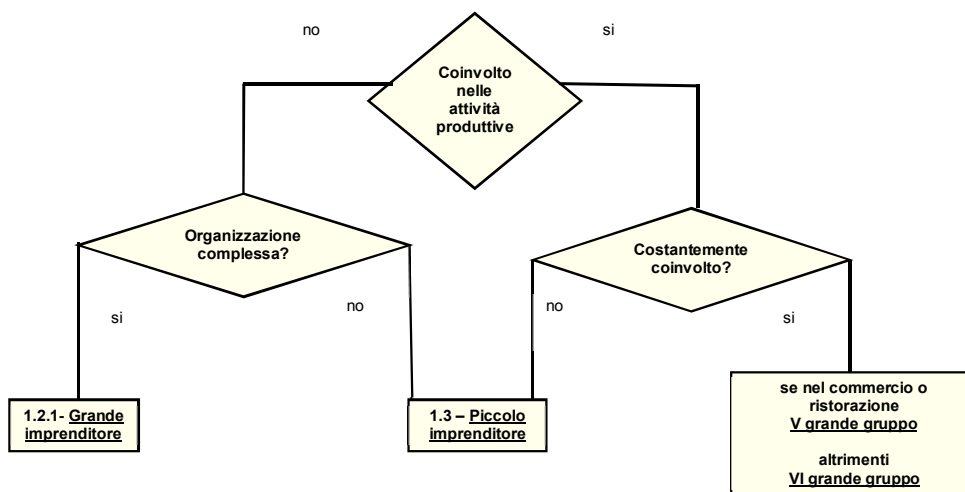 no
si
Coinvolto
nelle
attività
produttive
Organizzazione
complessa?
Costantemente
coinvolto?
si
no
no
si
1.2.1- Grande
imprenditore
1.3 – Piccolo
imprenditore
se nel commercio o
ristorazione
V grande gruppo
altrimenti
VI grande gruppo